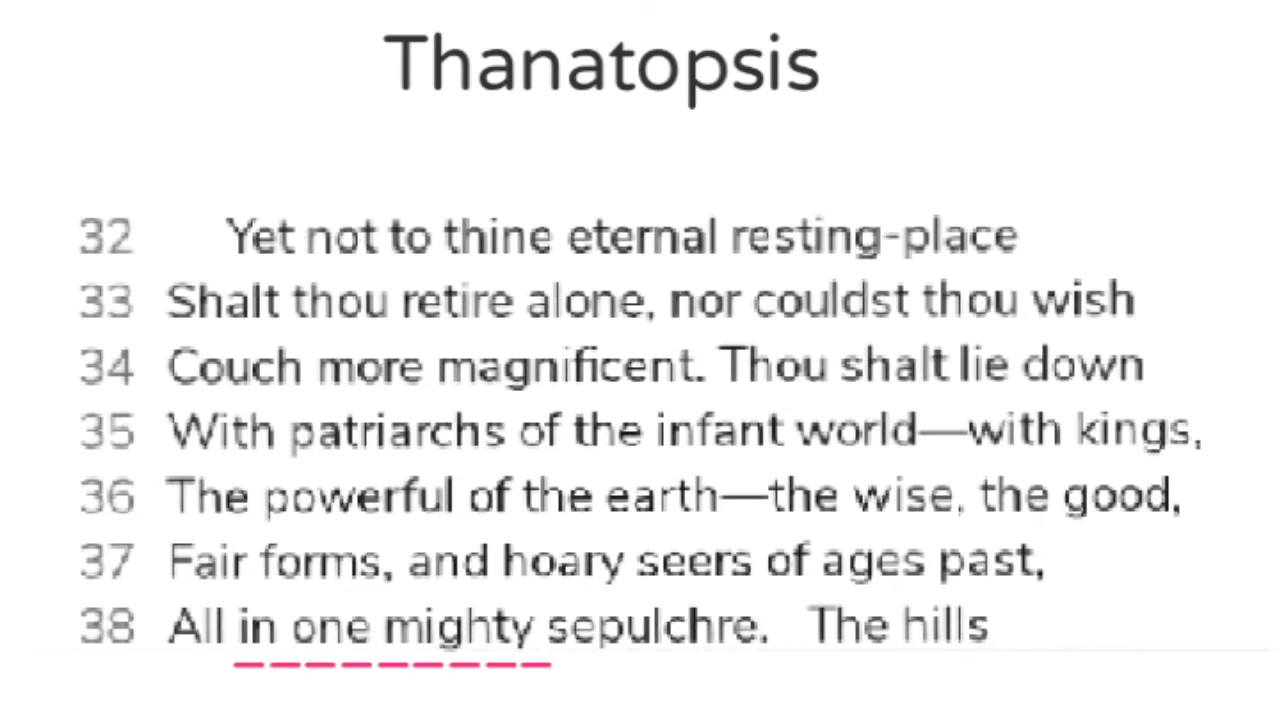 Thanatopsis
32 Yet not to thine eternal resting-place
33 Shalt thou retire alone, nor couldst thou wish
34 Couch more magnificent. Thou shalt lie down
35 With patriarchs of the infant world—with kings,
36 The powerful of the earth—the wise, the good,
37 Fair forms, and hoary seers of ages past,
38 All in one mighty sepulchre. The hills